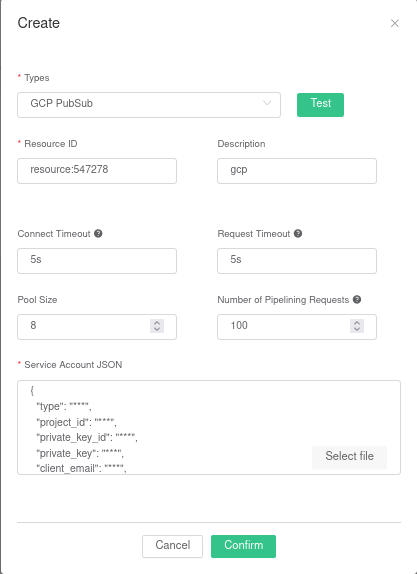 Create
* Types
GCP PubSub
Test
* Resource ID
Description
resource:547278
gcp
Connect Timeout
Request Timeout
5s
5s
Pool Size
Number of Pipelining Requests
8
100
* Service Account JSON
{
"type": "***",
"project_id": "***",
"private_key_id": "***",
"private_key": "***",
"client_email": "***",
Select file
Cancel
Confirm